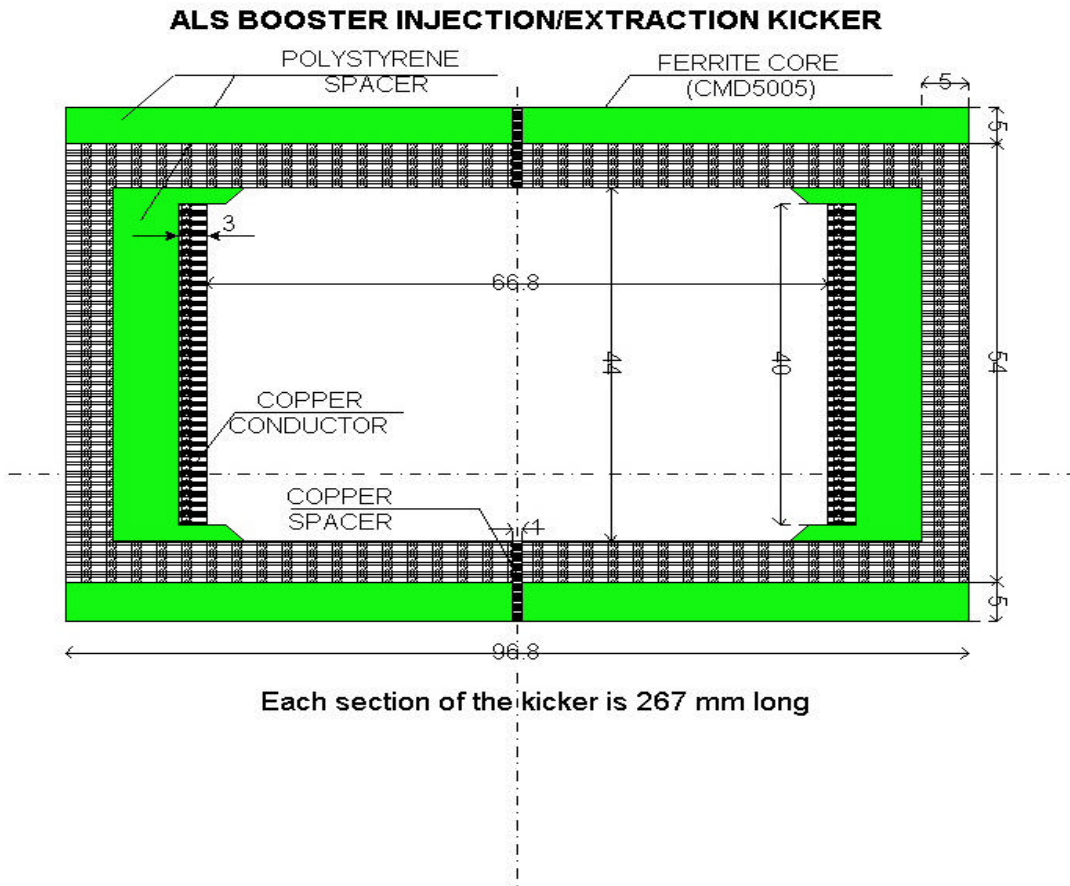 ALS BOOSTER INJECTION/EXTRACTION KICKER
POLYSTYRENE
SPACER
FERRITE CORE
(CMD5005)
5
5
3
66.8
44
40
54
COPPER
CONDUCTOR
COPPER
SPACER
1
5
96.8
Each section of the kicker is 267 mm long